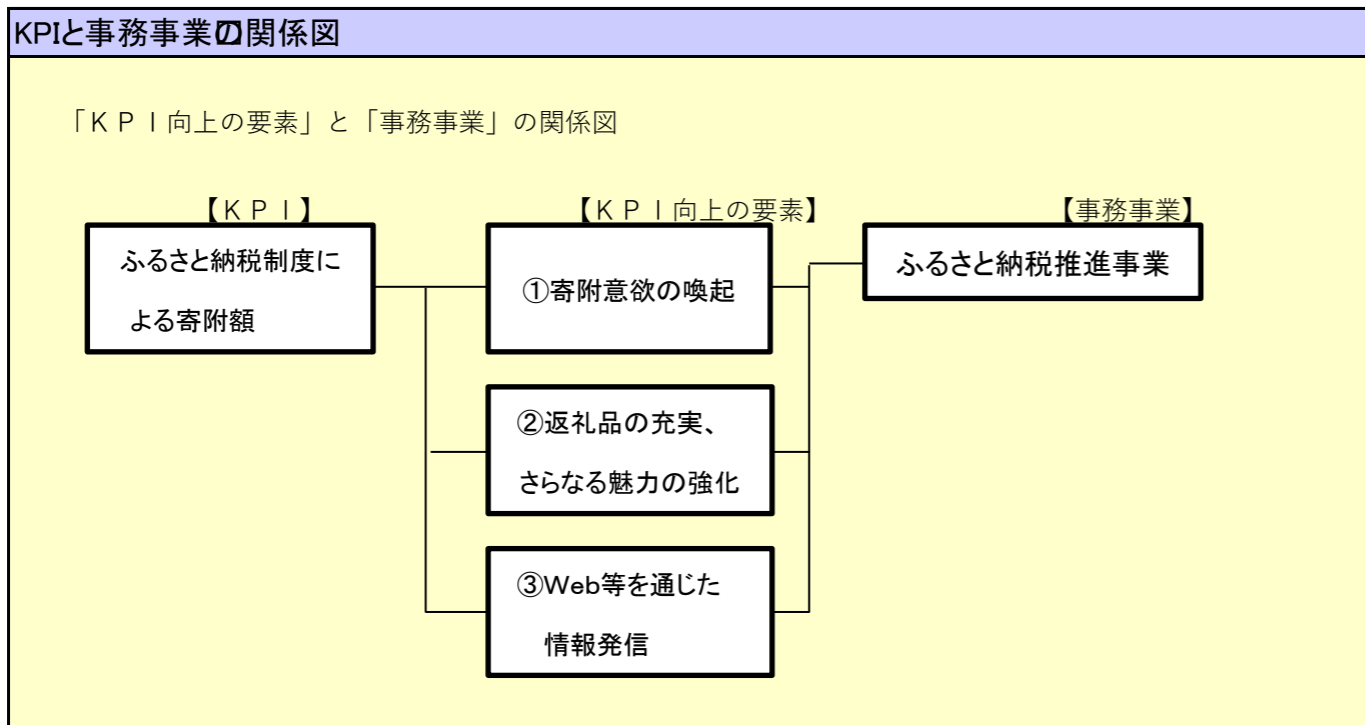 KPIと事務事業の関係図
「ＫＰＩ向上の要素」と「事務事業」の関係図
【ＫＰＩ】
【ＫＰＩ向上の要素】
【事務事業】
ふるさと納税制度に
よる寄附額
①寄附意欲の喚起
ふるさと納税推進事業
②返礼品の充実、
さらなる魅力の強化
③Web等を通じた
情報発信